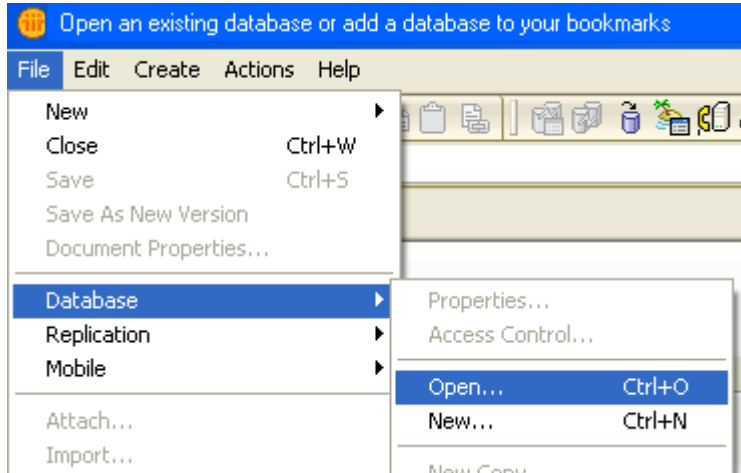 Open an existing database or add a database to your bookmarks
File Edit Create Actions Help
New
Close Ctrl+W
Save Ctrl+S
Save As New Version
Document Properties...
Database
Replication
Mobile
Attach...
Import...
Properties...
Access Control...
Open... Ctrl+O
New... Ctrl+N
New Copy